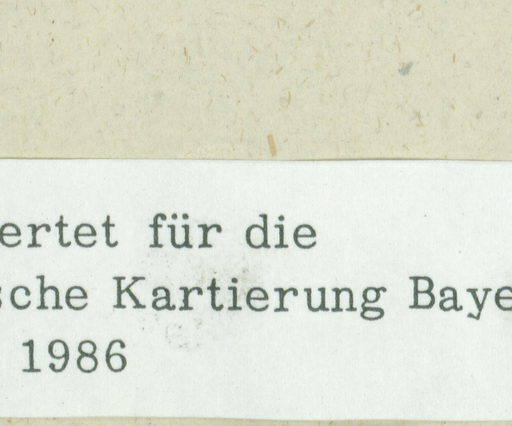 ertet für die
sche Kartierung Baye
1986